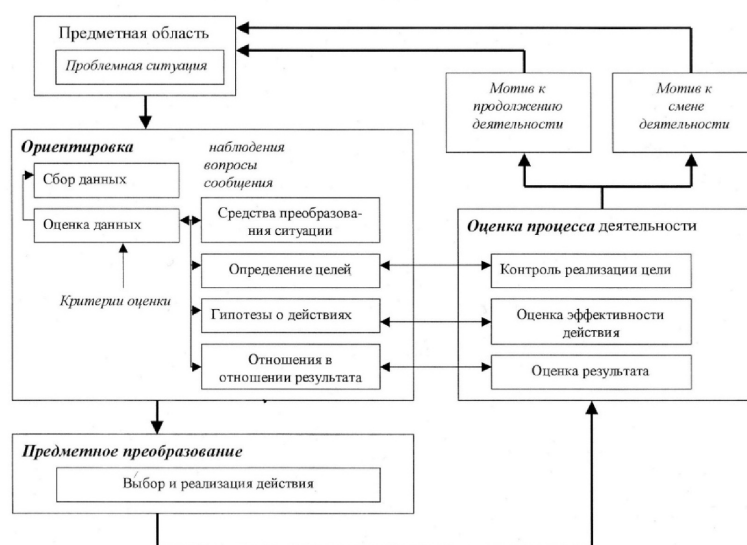 Предметная область
Проблемная ситуация
Мотив к
продолжению
деятельности
Мотив к
смене
деятельности
Ориентировка
наблюдения
вопросы
сообщения
Сбор данных
Оценка данных
Критерии оценки
Средства преобразова-
ния ситуации
Определение целей
Гипотезы о действиях
Отношения в
отношении результата
Оценка процесса деятельности
Контроль реализации цели
Оценка эффективности
действия
Оценка результата
Предметное преобразование
Выбор и реализация действия